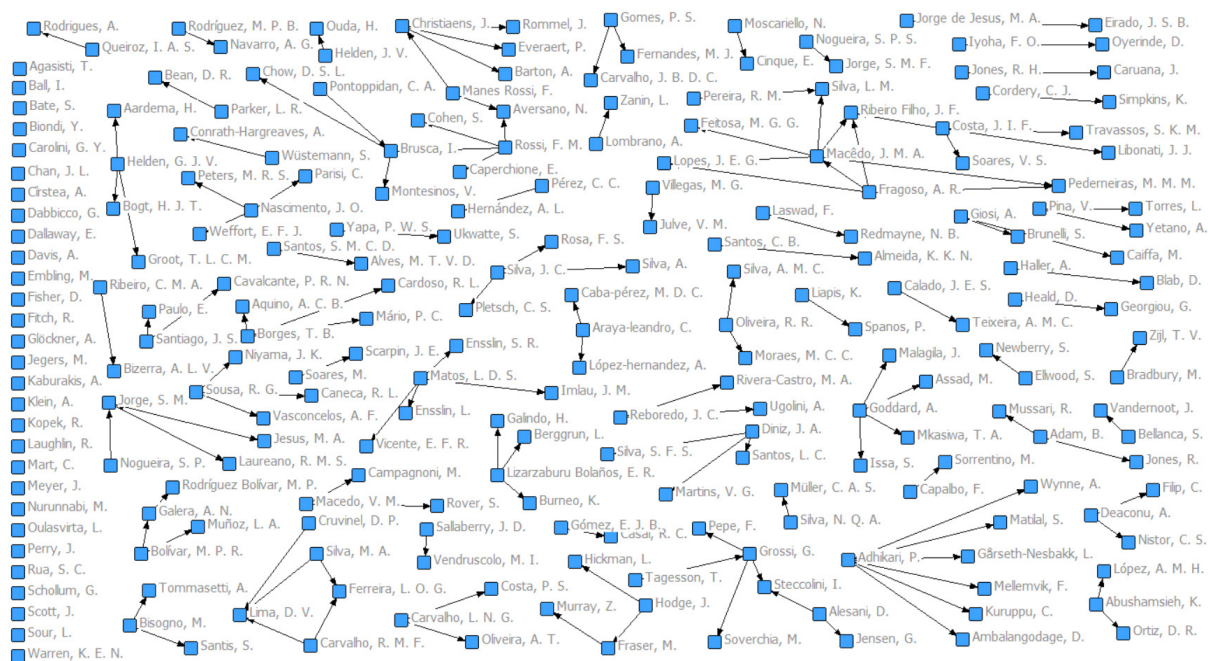 Rodrigues, A.
Queiroz, I. A. S.
Rodríguez, M. P. B.
Navarro, A. G.
Ouda, H.
Helden, J. V.
Christiaens, J.
Rommel, J.
Everaert, P.
Barton, A.
Manes Rossi, F.
Gomes, P. S.
Fernandes, M. J.
Carvalho, J. B. D. C.
Moscariello, N.
Cinque, E.
Nogueira, S. P. S.
Jorge, S. M. F.
Jorge de Jesus, M. A.
Eirado, J. S. B.
Iyoha, F. O.
Oyerinde, D.
Jones, R. H.
Caruana, J.
Cordery, C. J.
Simpkins, K.
Agasisti, T.
Ball, I.
Bate, S.
Biondi, Y.
Carolini, G. Y.
Chan, J. L.
Cîrstea, A.
Dabbicco, G.
Dallaway, E.
Davis, A.
Embling, M.
Fisher, D.
Fitch, R.
Glöckner, A.
Jegers, M.
Kaburakis, A.
Klein, A.
Kopek, R.
Laughlin, R.
Mart, C.
Meyer, J.
Nurunnabi, M.
Oulasvirta, L.
Perry, J.
Rua, S. C.
Schollum, G.
Scott, J.
Sour, L.
Warren, K. E. N.
Bean, D. R.
Parker, L. R.
Chow, D. S. L.
Pontoppidan, C. A.
Aardema, H.
Conrath-Hargreaves, A.
Wüstemann, S.
Helden, G. J. V.
Bogt, H. J. T.
Groot, T. L. C. M.
Cohen, S.
Aversano, N.
Brusca, I.
Rossi, F. M.
Caperchione, E.
Montesinos, V.
Zanin, L.
Lombrano, A.
Peters, M. R. S.
Parisi, C.
Nascimento, J. O.
Weffort, E. F. J.
Pérez, C. C.
Hernández, A. L.
Yapa, P. W. S.
Ukwatte, S.
Santos, S. M. C. D.
Alves, M. T. V. D.
Pereira, R. M.
Silva, L. M.
Feitosa, M. G. G.
Ribeiro Filho, J. F.
Costa, J. I. F.
Travassos, S. K. M.
Libonati, J. J.
Soares, V. S.
Lopes, J. E. G.
Macêdo, J. M. A.
Fragoso, A. R.
Pederneiras, M. M. M.
Villegas, M. G.
Julve, V. M.
Laswad, F.
Redmayne, N. B.
Santos, C. B.
Almeida, K. K. N.
Giosi, A.
Brunelli, S.
Caiffa, M.
Pina, V.
Torres, L.
Yetano, A.
Haller, A.
Blab, D.
Heald, D.
Georgiou, G.
Rosa, F. S.
Silva, J. C.
Silva, A.
Pletsch, C. S.
Ribeiro, C. M. A.
Bizerra, A. L. V.
Cavalcante, P. R. N.
Paulo, E.
Santiago, J. S.
Aquino, A. C. B.
Cardoso, R. L.
Borges, T. B.
Mário, P. C.
Caba-pérez, M. D. C.
Araya-leandro, C.
López-hernandez, A.
Silva, A. M. C.
Oliveira, R. R.
Moraes, M. C. C.
Liapis, K.
Spanos, P.
Calado, J. E. S.
Teixeira, A. M. C.
Zijl, T. V.
Bradbury, M.
Newberry, S.
Ellwood, S.
Niyama, J. K.
Sousa, R. G.
Caneca, R. L.
Vasconcelos, A. F.
Scarpin, J. E.
Soares, M.
Ensslin, S. R.
Matos, L. D. S.
Imlau, J. M.
Ensslin, L.
Vicente, E. F. R.
Malagila, J.
Assad, M.
Goddard, A.
Mkasiwa, T. A.
Issa, S.
Rivera-Castro, M. A.
Reboredo, J. C.
Ugolini, A.
Diniz, J. A.
Silva, S. F. S.
Santos, L. C.
Martins, V. G.
Mussari, R.
Adam, B.
Jones, R.
Vandernoot, J.
Bellanca, S.
Jorge, S. M.
Jesus, M. A.
Laureano, R. M. S.
Nogueira, S. P.
Galindo, H.
Berggrun, L.
Lizarzaburu Bolaños, E. R.
Burneo, K.
Sorrentino, M.
Capalbo, F.
Rodríguez Bolívar, M. P.
Galera, A. N.
Muñoz, L. A.
Bolívar, M. P. R.
Campagnoni, M.
Macedo, V. M.
Rover, S.
Müller, C. A. S.
Silva, N. Q. A.
Wynne, A.
Matilal, S.
Adhikari, P.
Gårseth-Nesbakk, L.
Mellemvik, F.
Kuruppu, C.
Ambalangodage, D.
Filip, C.
Deaconu, A.
Nistor, C. S.
Cruvinel, D. P.
Silva, M. A.
Ferreira, L. O. G.
Lima, D. V.
Carvalho, R. M. F.
Sallaberry, J. D.
Vendruscolo, M. I.
Gómez, E. J. B.
Casal, R. C.
Pepe, F.
Grossi, G.
Tagesson, T.
Steccolini, I.
Soverchia, M.
Alesani, D.
Jensen, G.
Hickman, L.
Hodge, J.
Murray, Z.
Fraser, M.
Costa, P. S.
Carvalho, L. N. G.
Oliveira, A. T.
Tommasetti, A.
Bisogno, M.
Santis, S.
López, A. M. H.
Abushamsieh, K.
Ortiz, D. R.